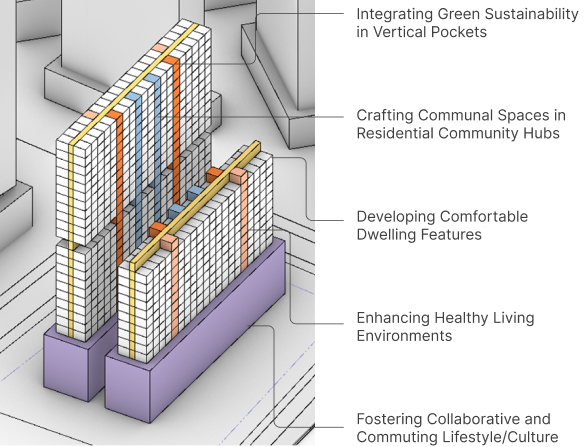 Integrating Green Sustainability
in Vertical Pockets
Crafting Communal Spaces in
Residential Community Hubs
Developing Comfortable
Dwelling Features
Enhancing Healthy Living
Environments
Fostering Collaborative and
Commuting Lifestyle/Culture